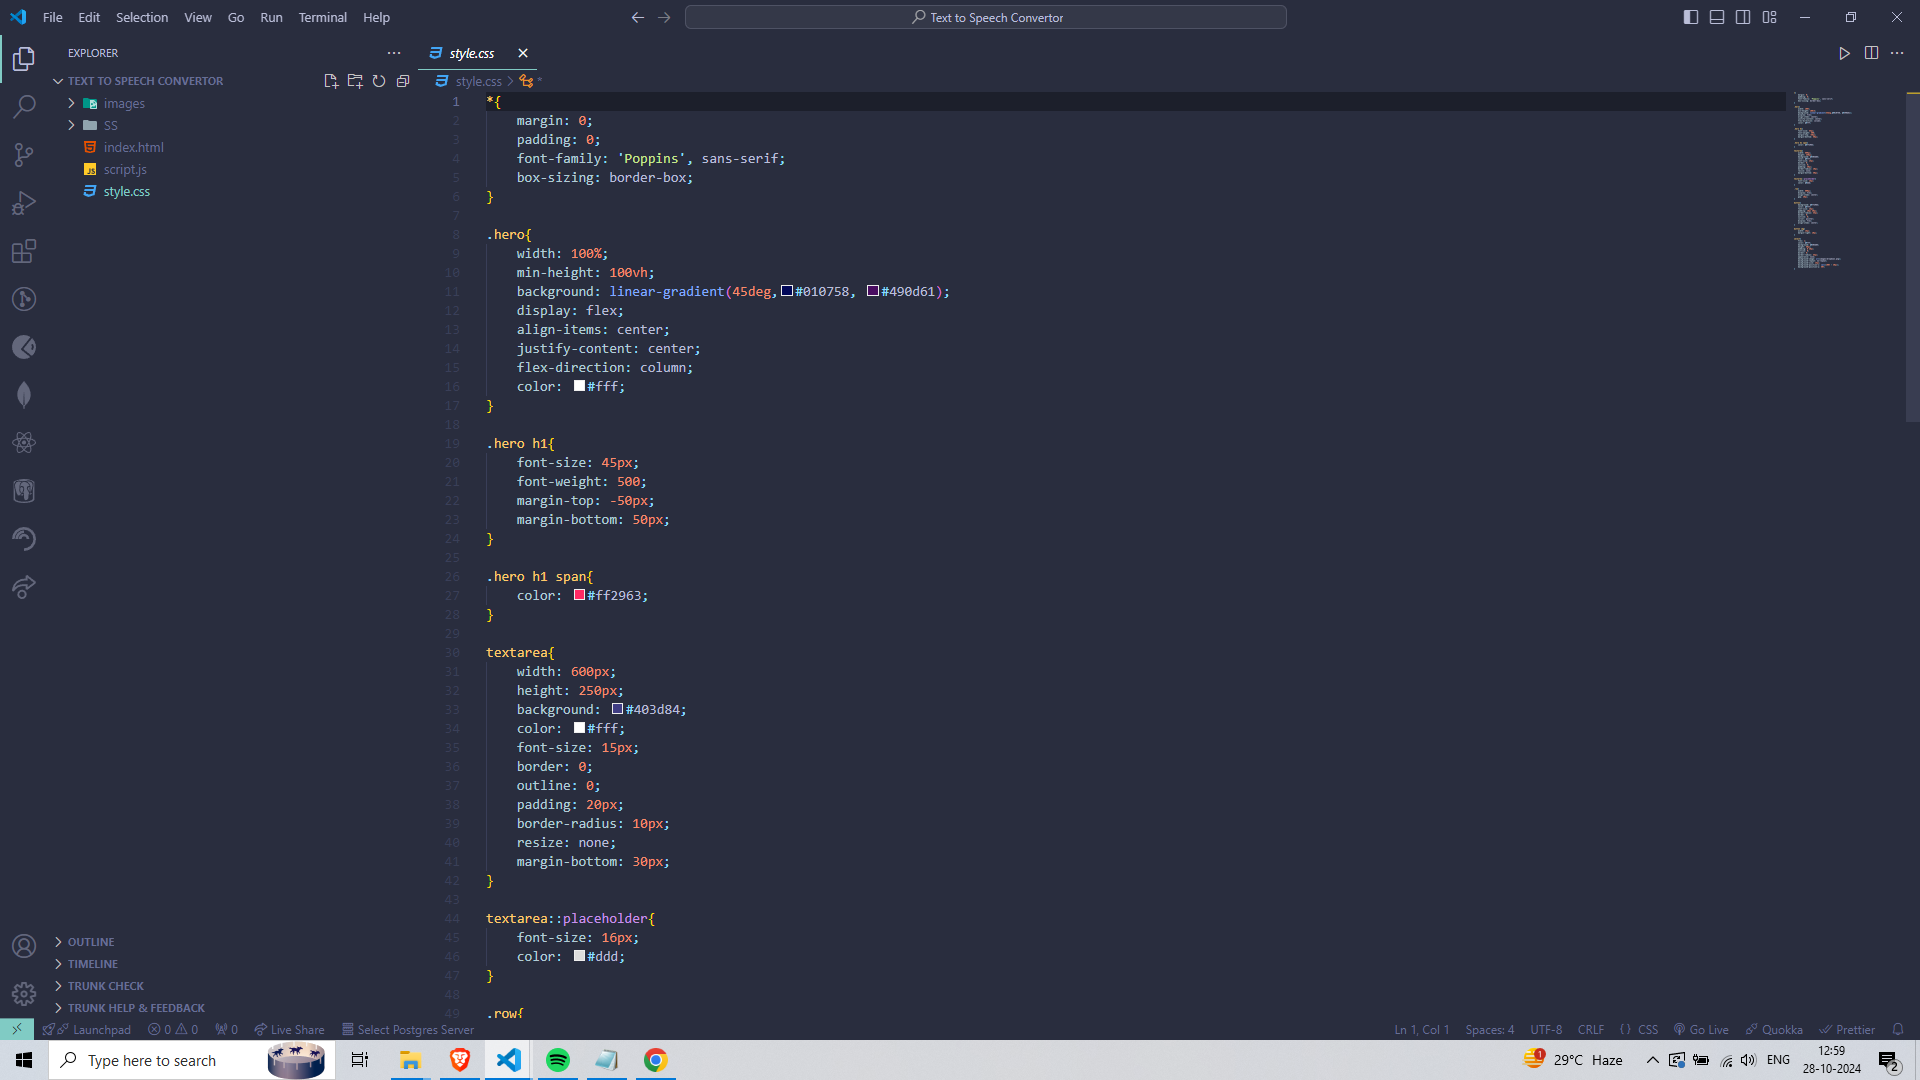 File Edit Selection View Go Run Terminal Help
Text to Speech Convertor
EXPLORER
TEXT TO SPEECH CONVERTOR
images
SS
index.html
JS script.js
style.css
OUTLINE
TIMELINE
TRUNK CHECK
TRUNK HELP & FEEDBACK
style.css
style.css > *
1 *{
2 margin: 0;
3 padding: 0;
4 font-family: 'Poppins', sans-serif;
5 box-sizing: border-box;
6 }
7
8 .hero{
9 width: 100%;
10 min-height: 100vh;
11 background: linear-gradient(45deg, #010758, #490d61);
12 display: flex;
13 align-items: center;
14 justify-content: center;
15 flex-direction: column;
16 color: #fff;
17 }
18
19 .hero h1{
20 font-size: 45px;
21 font-weight: 500;
22 margin-top: -50px;
23 margin-bottom: 50px;
24 }
25
26 .hero h1 span{
27 color: #ff2963;
28 }
29
30 textarea{
31 width: 600px;
32 height: 250px;
33 background: #403d84;
34 color: #fff;
35 font-size: 15px;
36 border: 0;
37 outline: 0;
38 padding: 20px;
39 border-radius: 10px;
40 resize: none;
41 margin-bottom: 30px;
42 }
43
44 textarea::placeholder{
45 font-size: 16px;
46 color: #ddd;
47 }
48
49 .row{
Launchpad 0 0 0 Live Share Select Postgres Server Ln 1, Col 1 Spaces: 4 UTF-8 CRLF {} CSS Go Live Quokka Prettier
Type here to search
1 29°C Haze ENG
12:59
28-10-2024
2